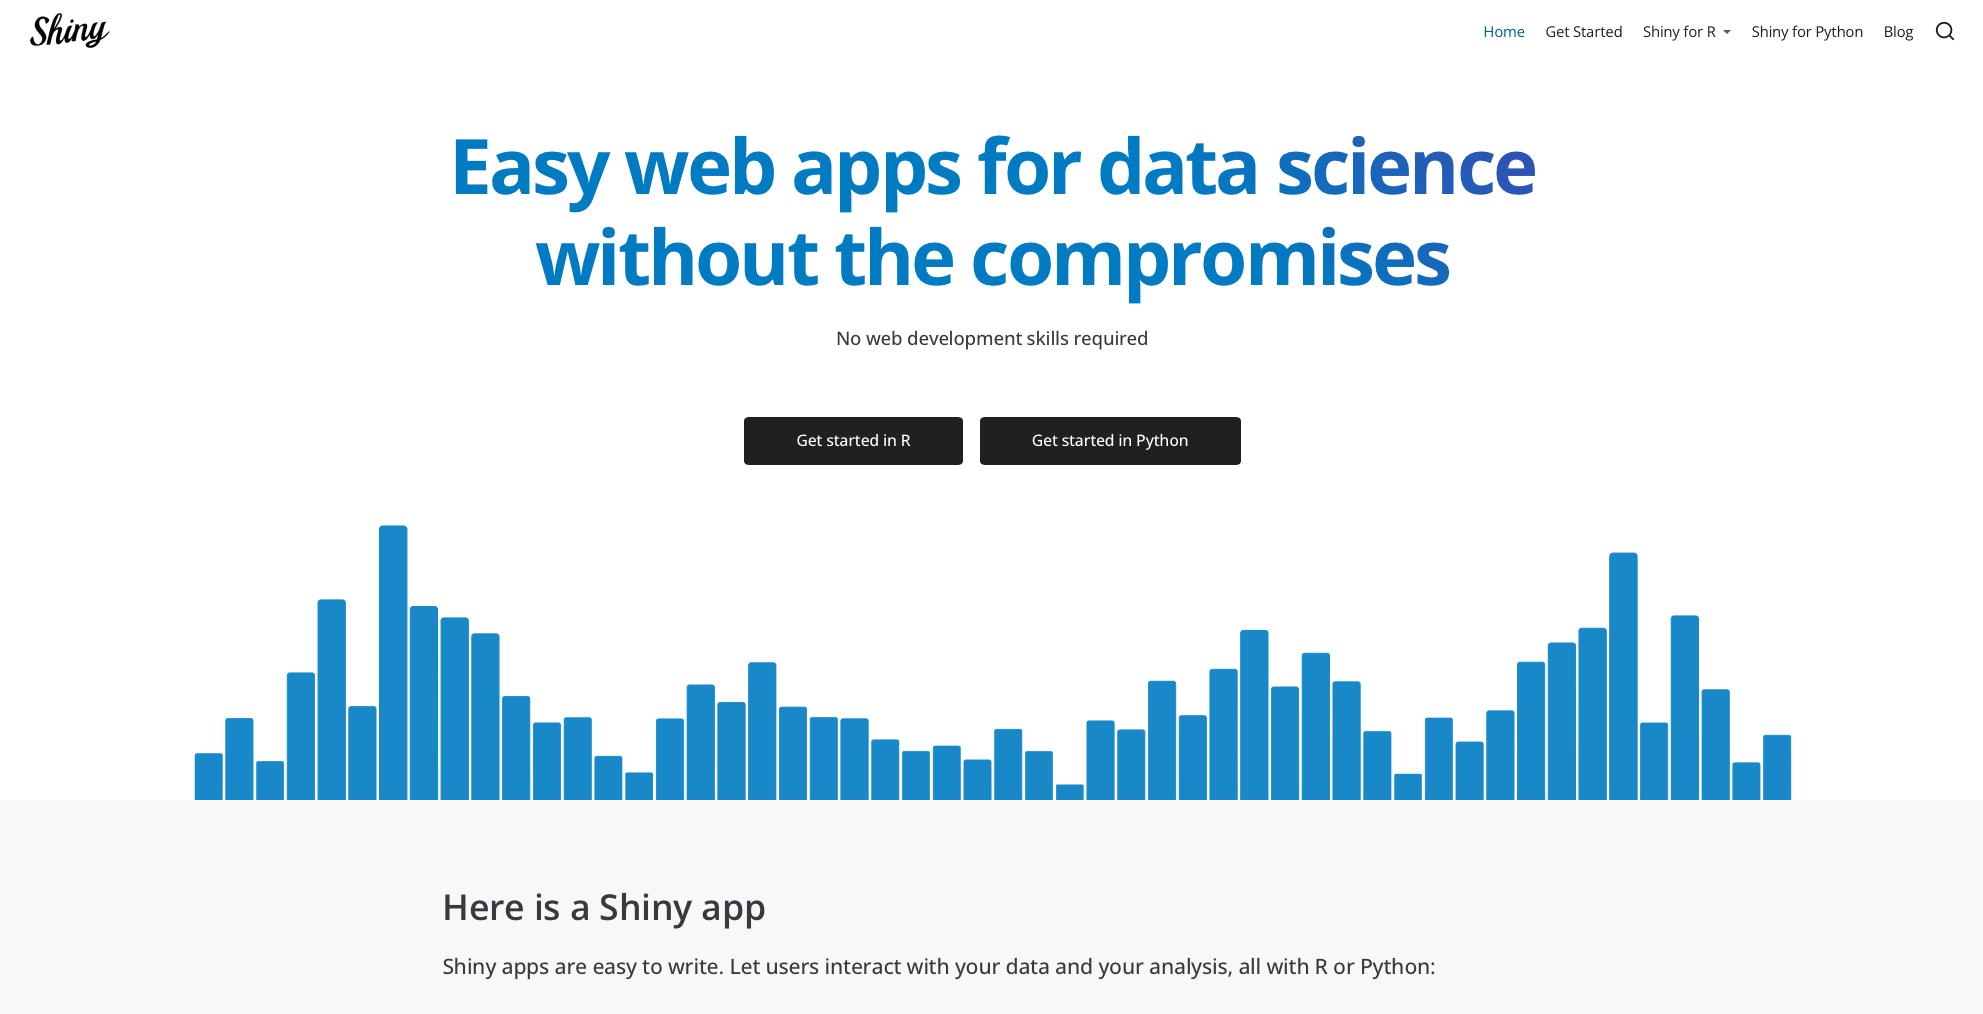 Shiny
Home Get Started Shiny for R Shiny for Python Blog
Easy web apps for data science
without the compromises
No web development skills required
Get started in R Get started in Python
Here is a Shiny app
Shiny apps are easy to write. Let users interact with your data and your analysis, all with R or Python: